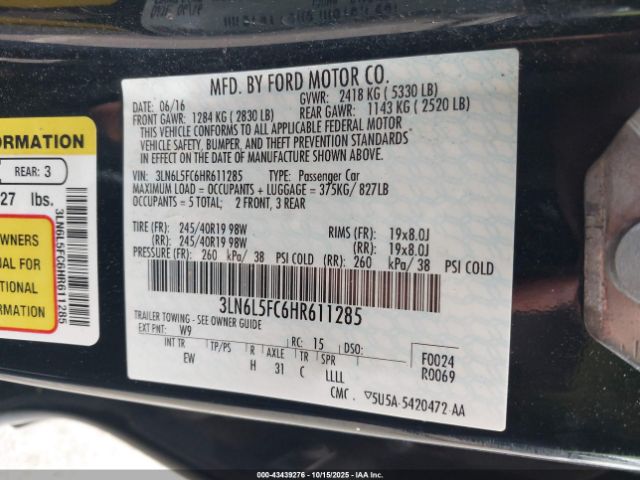 MFD. BY FORD MOTOR CO.
DATE: 06/16 GVWR: 2418 KG ( 5330 LB)
FRONT GAWR: 1284 KG ( 2830 LB) REAR GAWR: 1143 KG ( 2520 LB)
THIS VEHICLE CONFORMS TO ALL APPLICABLE FEDERAL MOTOR
VEHICLE SAFETY, BUMPER, AND THEFT PREVENTION STANDARDS
IN EFFECT ON THE DATE OF MANUFACTURE SHOWN ABOVE.
VIN: 3LN6L5FC6HR611285 TYPE: Passenger Car
MAXIMUM LOAD = OCCUPANTS + LUGGAGE = 375KG/ 827LB
OCCUPANTS = 5 TOTAL; 2 FRONT, 3 REAR
TIRE (FR): 245/40R19 98W RIMS (FR): 19x8.0J
(RR): 245/40R19 98W (RR): 19x8.0J
PRESSURE (FR): 260 kPa/ 38 PSI COLD (RR): 260 kPa/ 38 PSI COLD
3LN6L5FC6HR611285
TRAILER TOWING - SEE OWNER GUIDE
EXT PNT: W9 RC: 15 DSO:
INT TR TP/PS R AXLE TR SPR F0024
EW H 31 C LLLL R0069
CMC. 5U5A-5420472-AA
FORMATION
REAR: 3
27 lbs.
WNERS
UAL FOR
TIONAL
MATION
3LN6L5FC6HR611285
000-43439276 - 10/15/2025 - Copyright IAA, LLC.